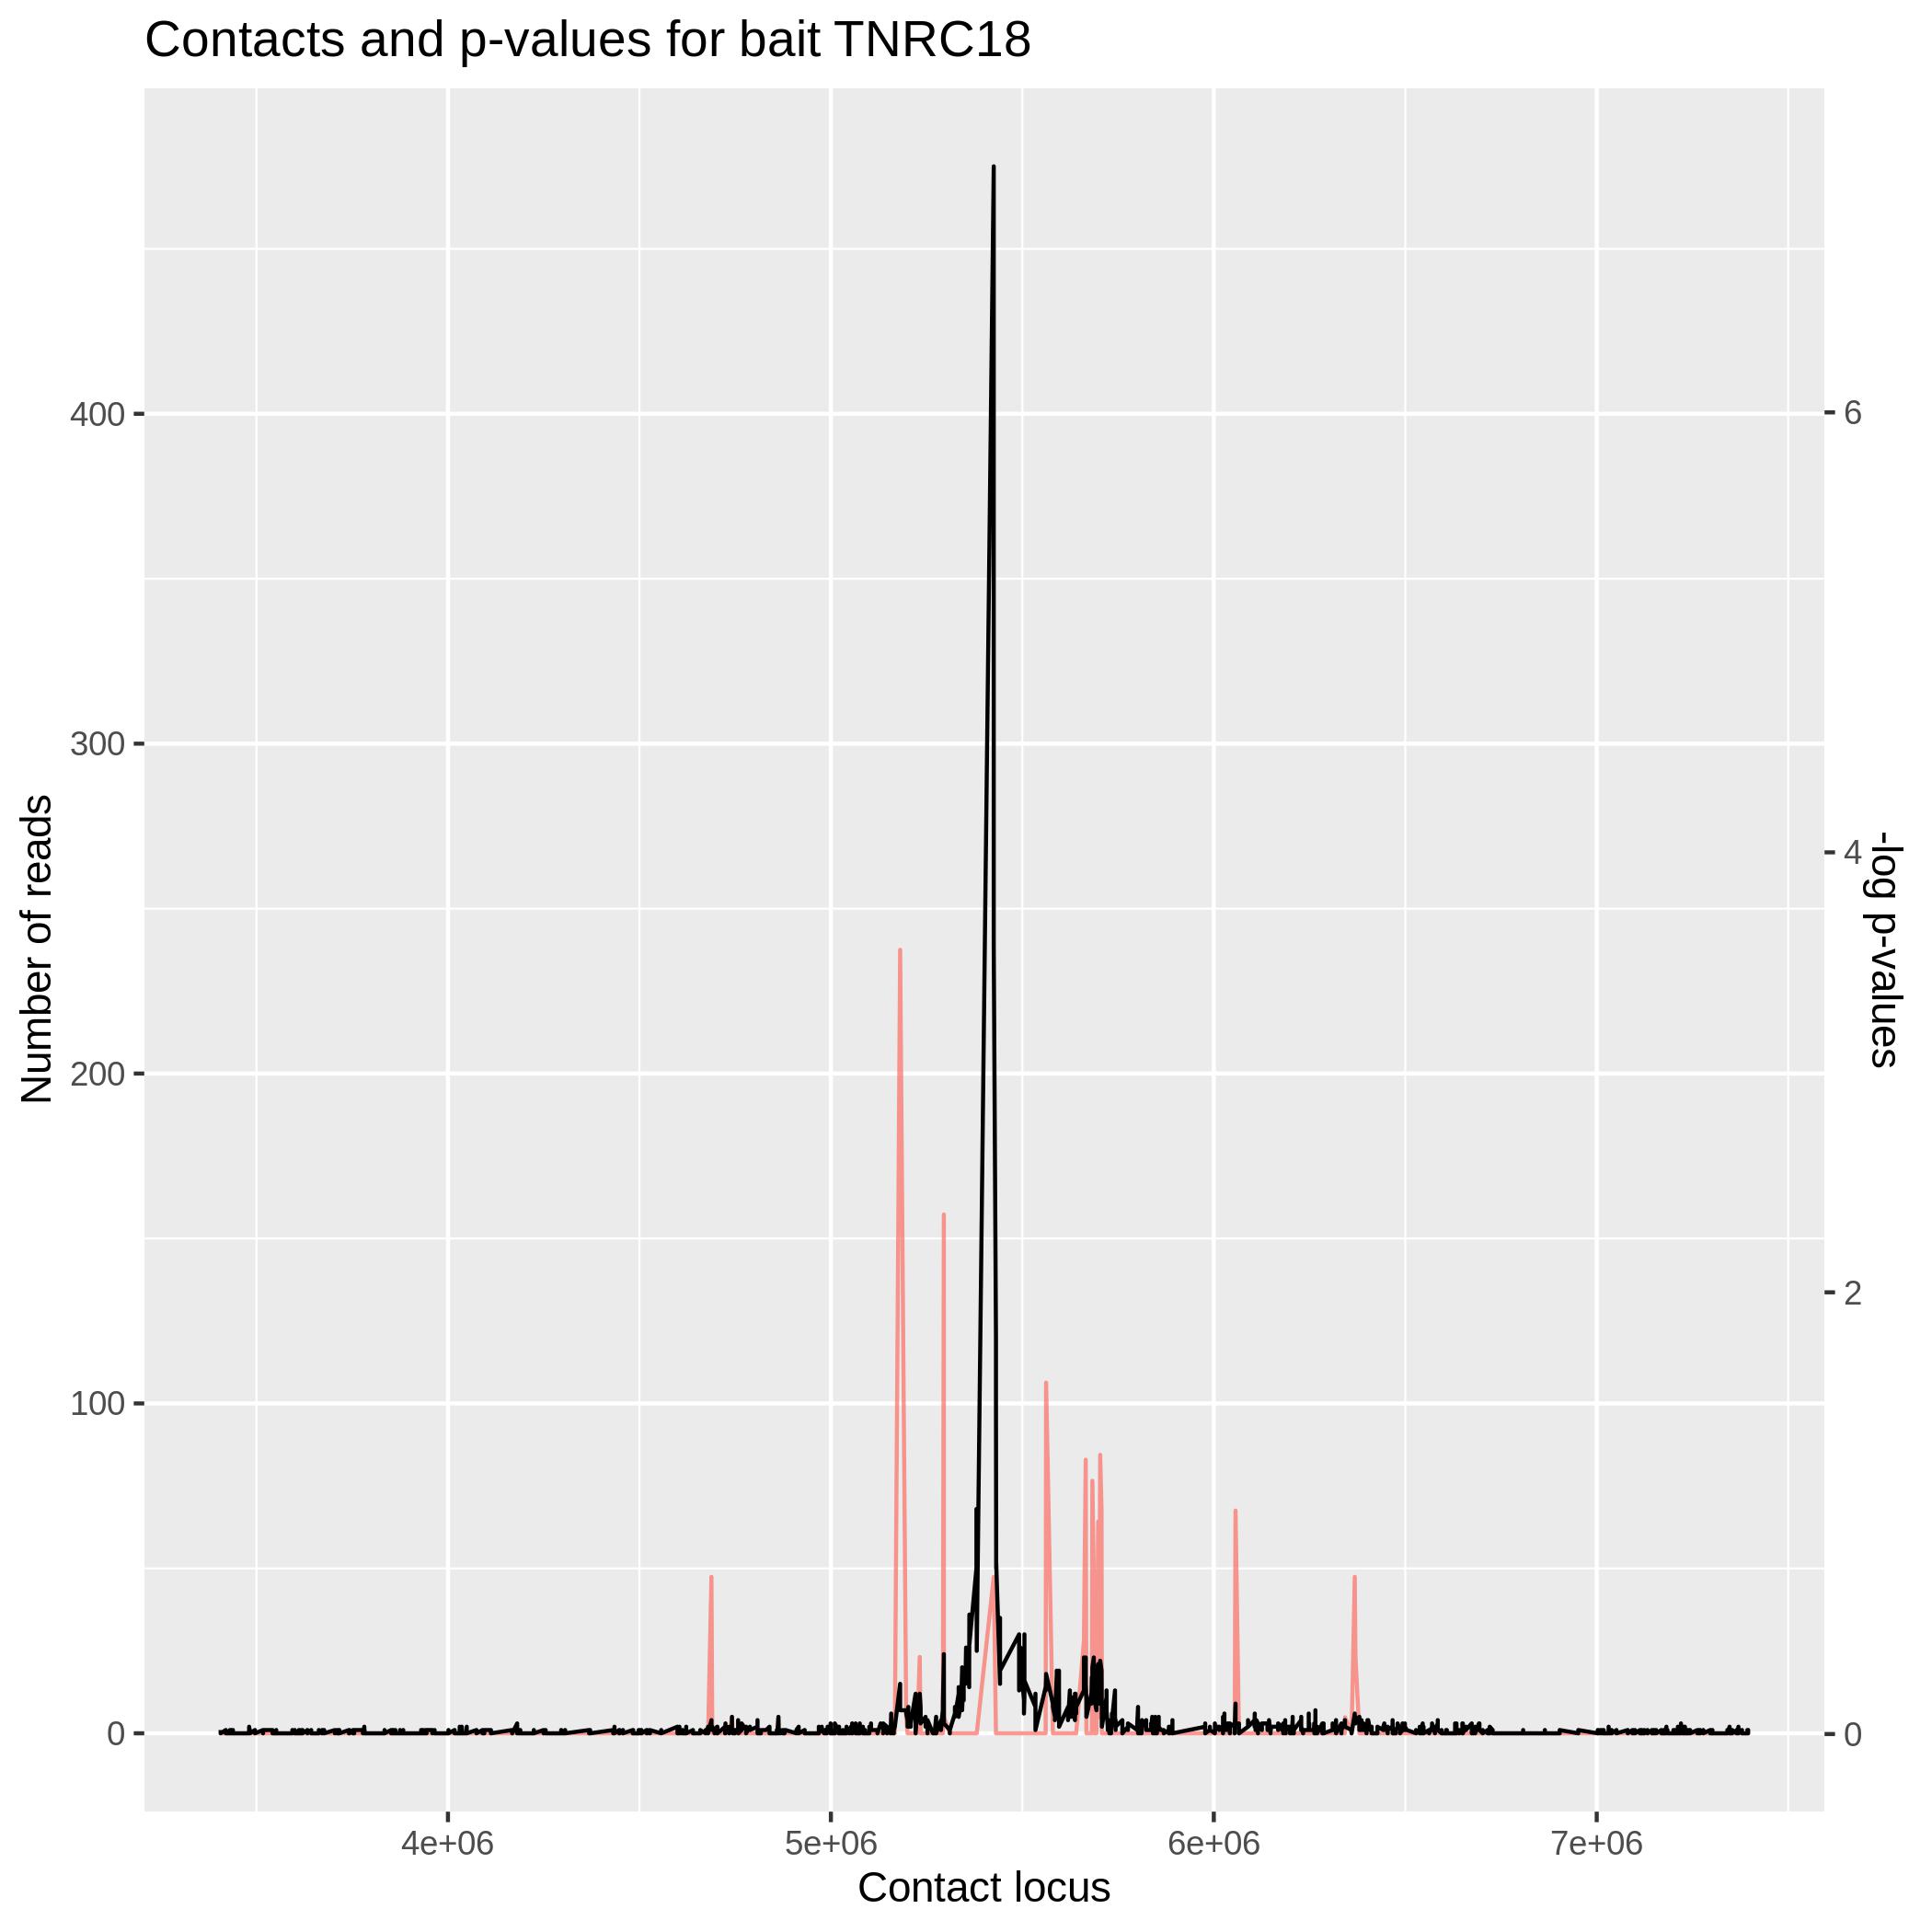 Contacts and p-values for bait TNRC18
Number of reads
400
300
200
100
0
6
4
2
0
-log p-values
4e+06
5e+06
6e+06
7e+06
Contact locus